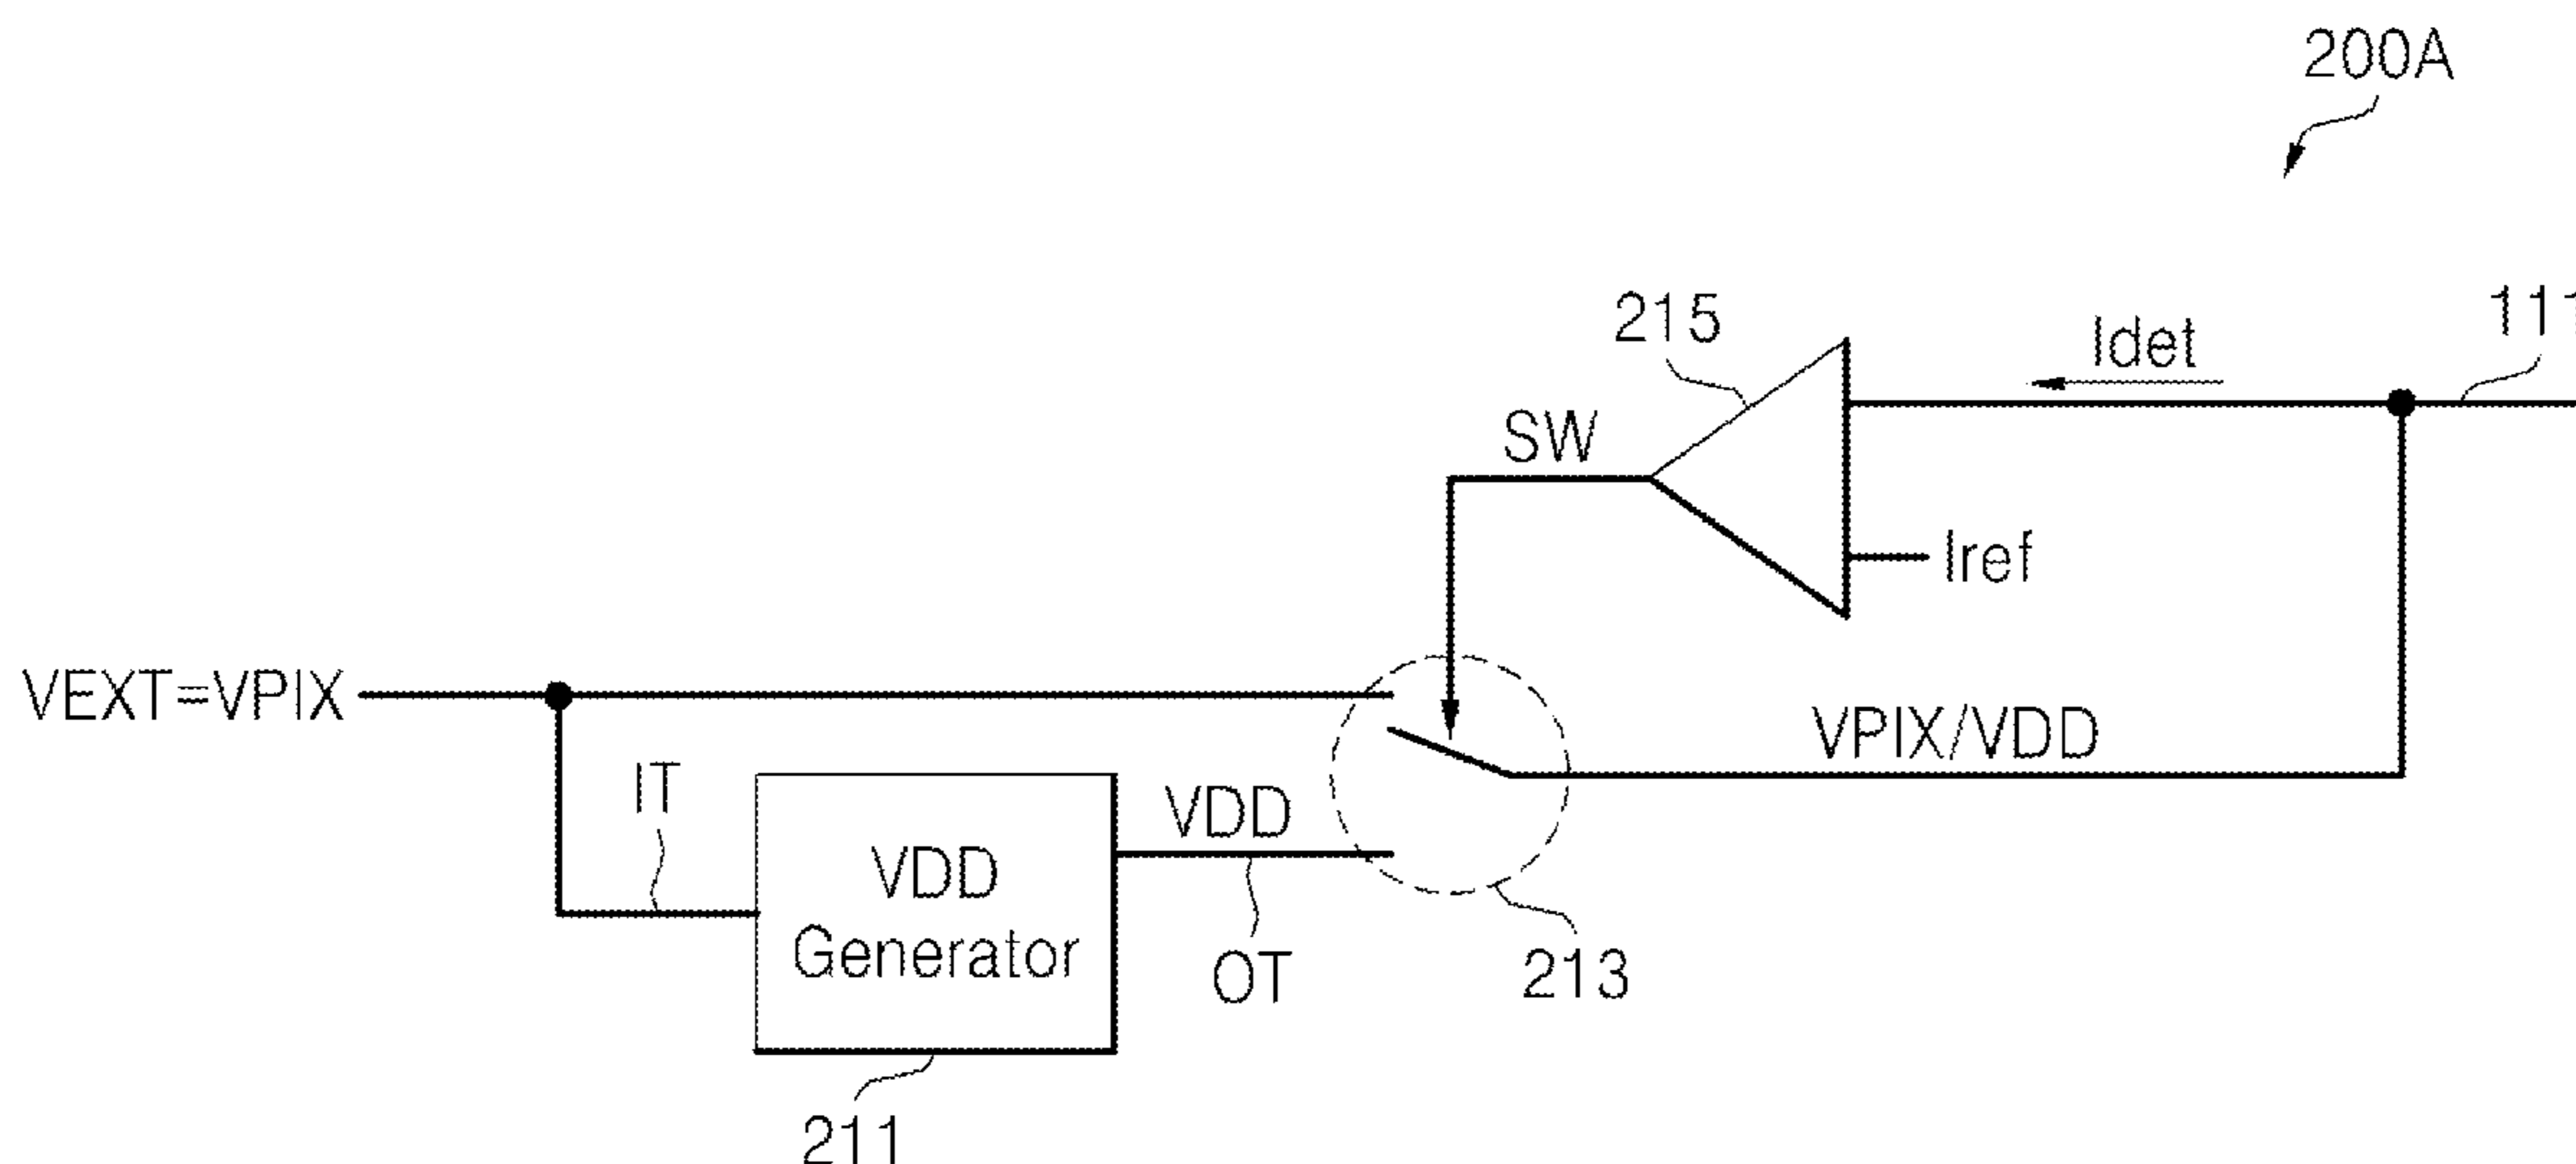 200A
215
Idet
111
SW
Iref
VEXT=VPIX
VPIX/VDD
IT
VDD
VDD
Generator
OT
213
211